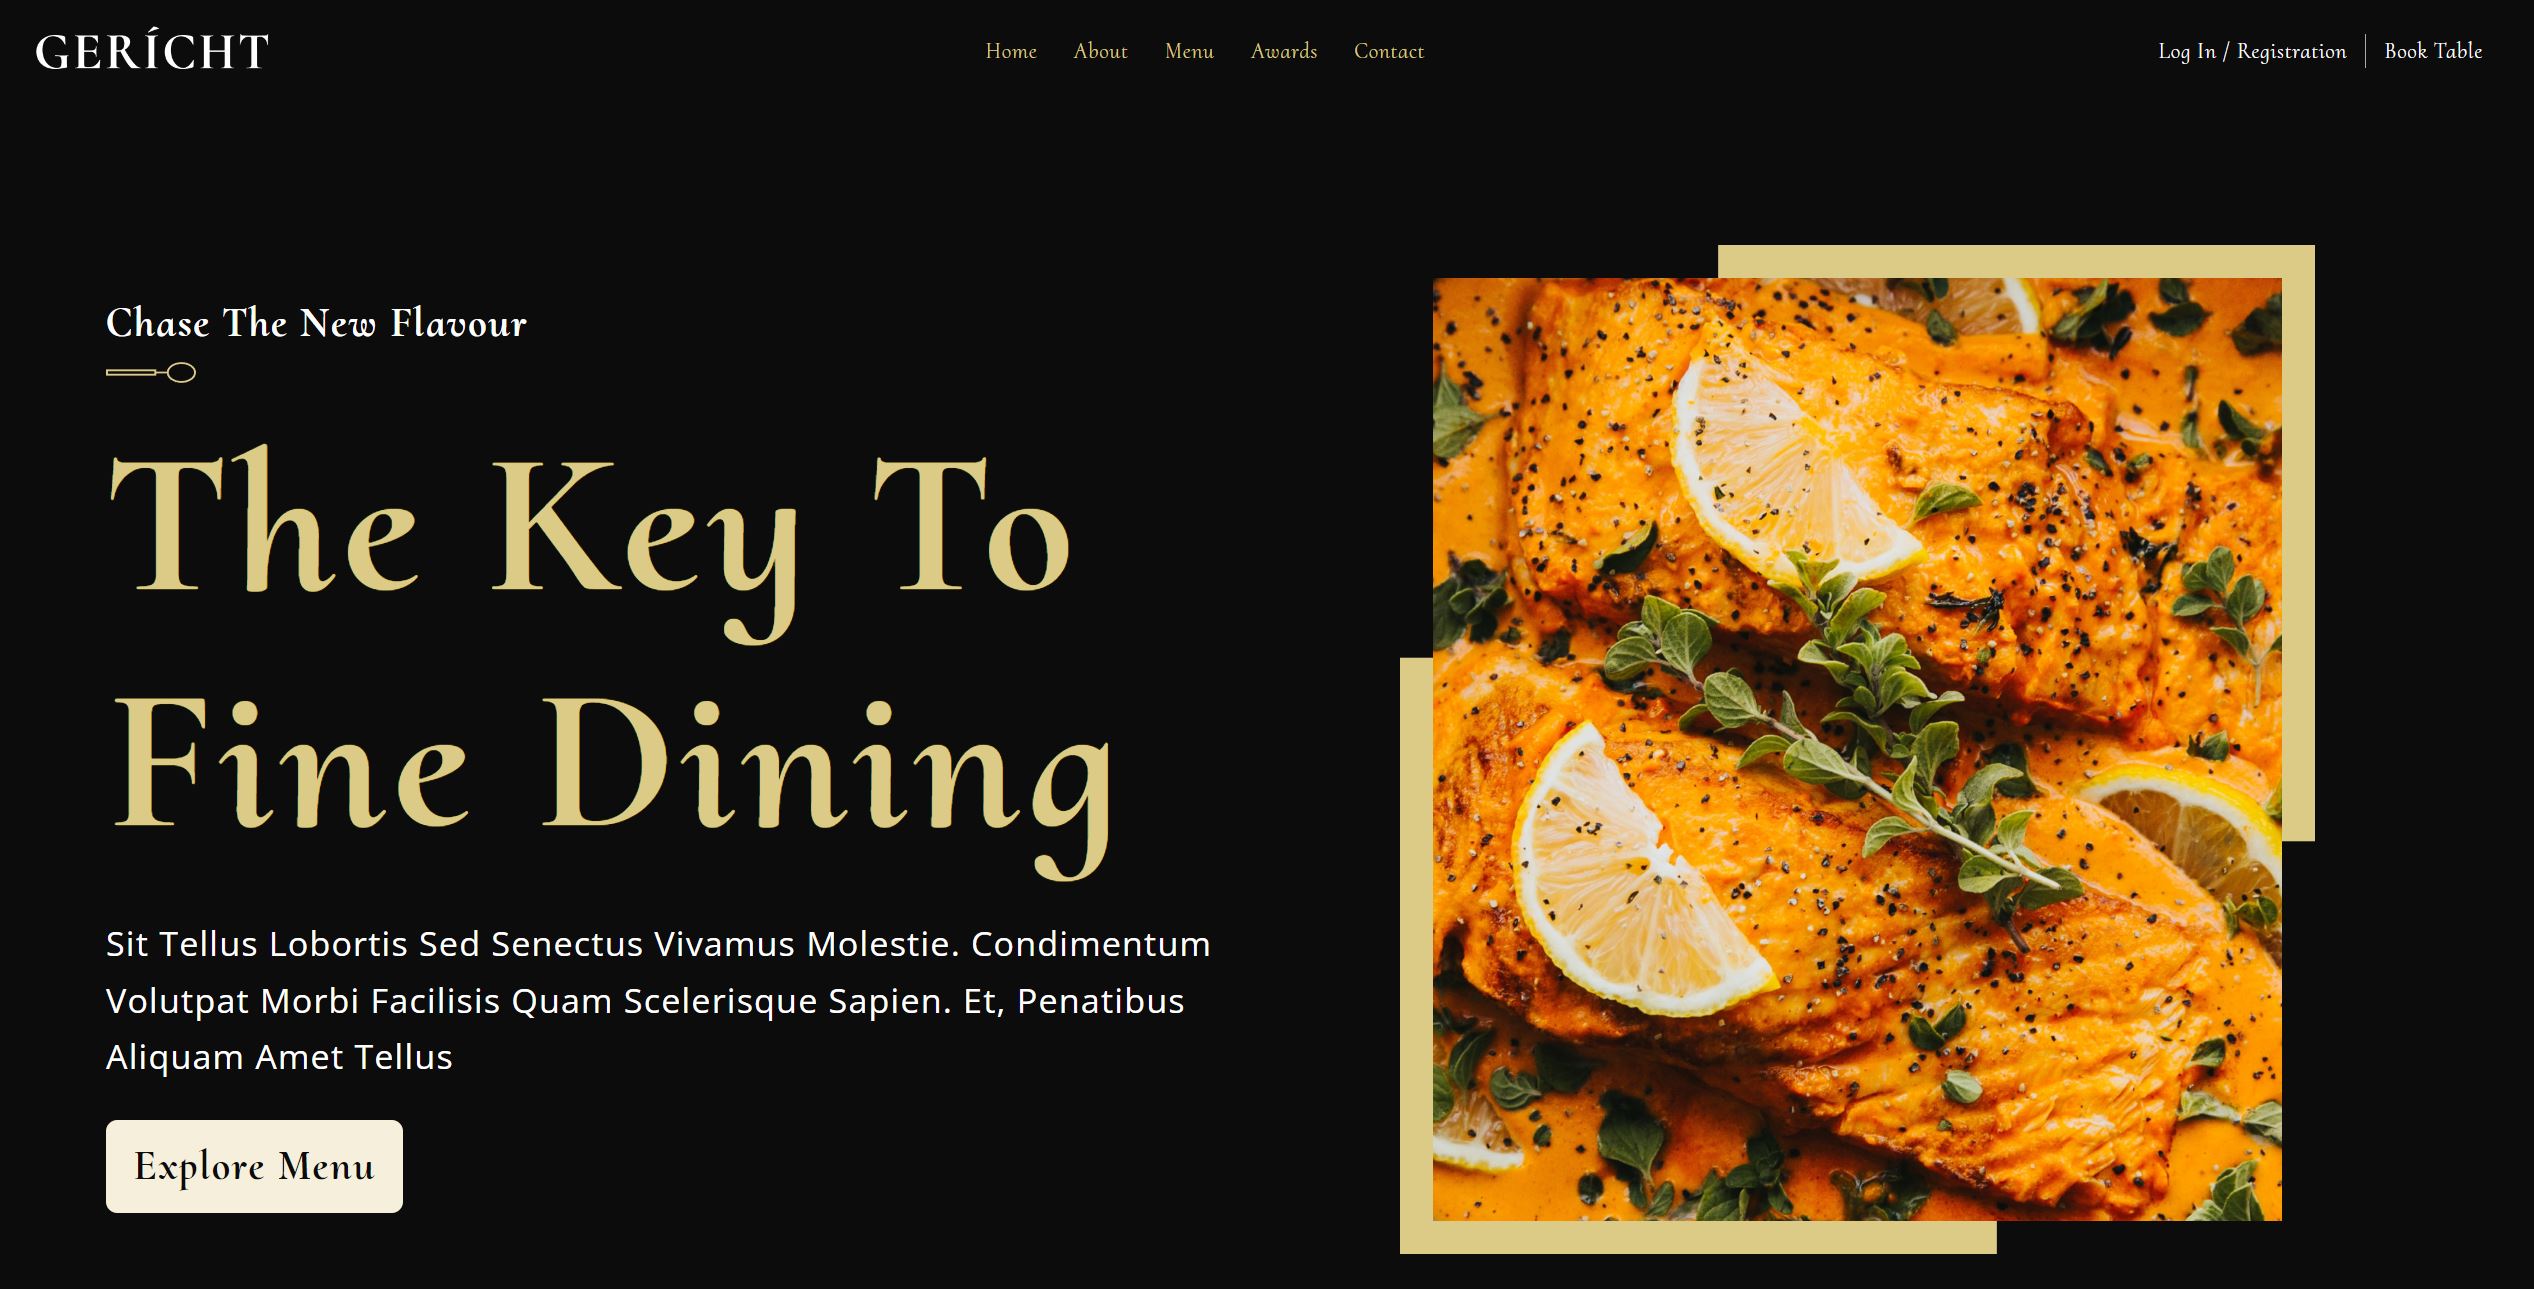 GERÍCHT
Home About Menu Awards Contact
Log In / Registration Book Table
Chase The New Flavour
The Key To
Fine Dining
Sit Tellus Lobortis Sed Senectus Vivamus Molestie. Condimentum
Volutpat Morbi Facilisis Quam Scelerisque Sapien. Et, Penatibus
Aliquam Amet Tellus
Explore Menu